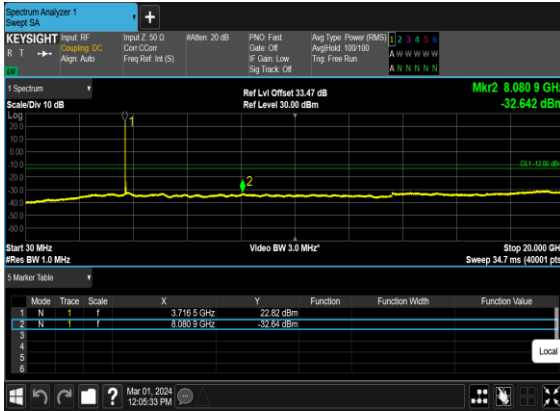 Spectrum Analyzer 1
Swept SA
+
KEYSIGHT Input: RF Input Z: 50 Ω #Atten: 20 dB PNO: Fast Avg Type: Power (RMS) 1 2 3 4 5 6
R T Coupling: DC Corr CCorr Gate: Off Avg|Hold: 100/100 A W W W W W
Align: Auto Freq Ref: Int (S) IF Gain: Low Trig: Free Run
Sig Track: Off A N N N N N
1 Spectrum Ref Lvl Offset 33.47 dB Mkr2 8.080 9 GHz
Scale/Div 10 dB Ref Level 30.00 dBm -32.642 dBm
Log
1
20.0
10.0
0.00
-10.0
DL1 -13.00 dBm
-20.0
2
-30.0
-40.0
-50.0
-60.0
Start 30 MHz Video BW 3.0 MHz* Stop 20.000 GHz
#Res BW 1.0 MHz Sweep 34.7 ms (40001 pts)
5 Marker Table
Mode Trace Scale X Y Function Function Width Function Value
1 N 1 f 3.716 5 GHz 22.82 dBm
2 N 1 f 8.080 9 GHz -32.64 dBm
3
4
5
6
Local
? Mar 01, 2024
12:05:33 PM